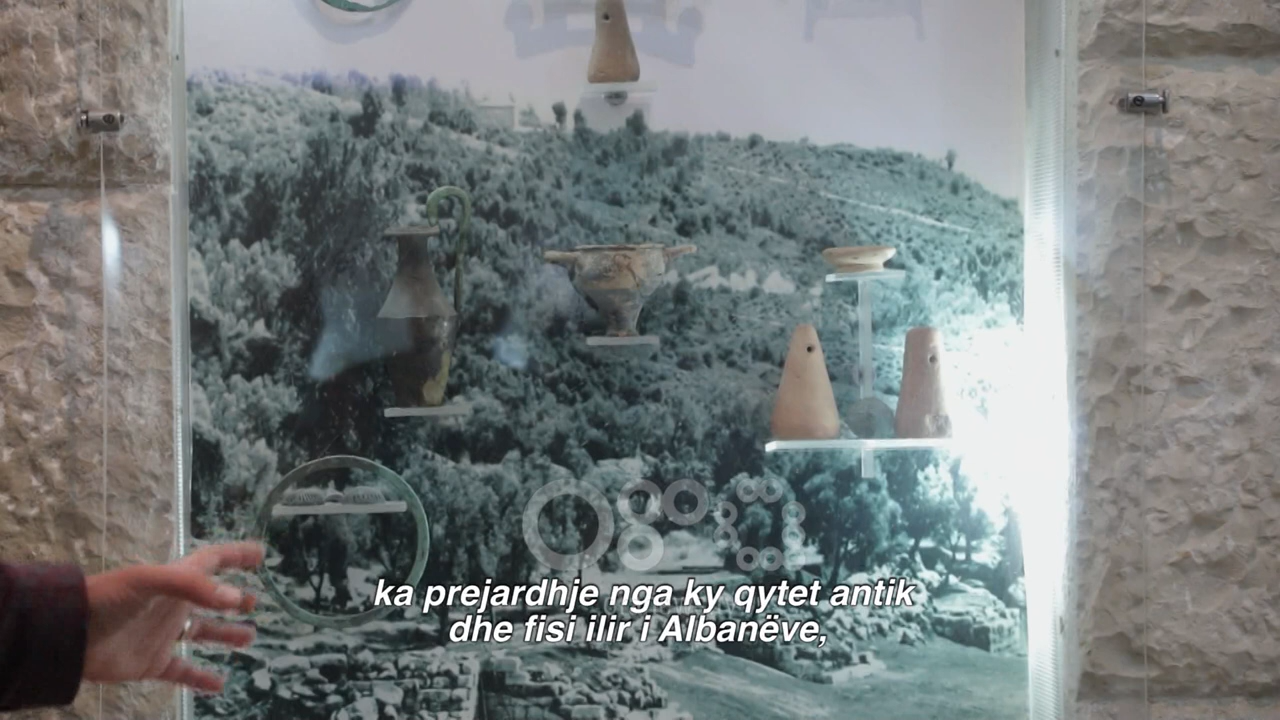 ka prejardhje nga ky qytet antik
dhe fisi ilir i Albanëve,